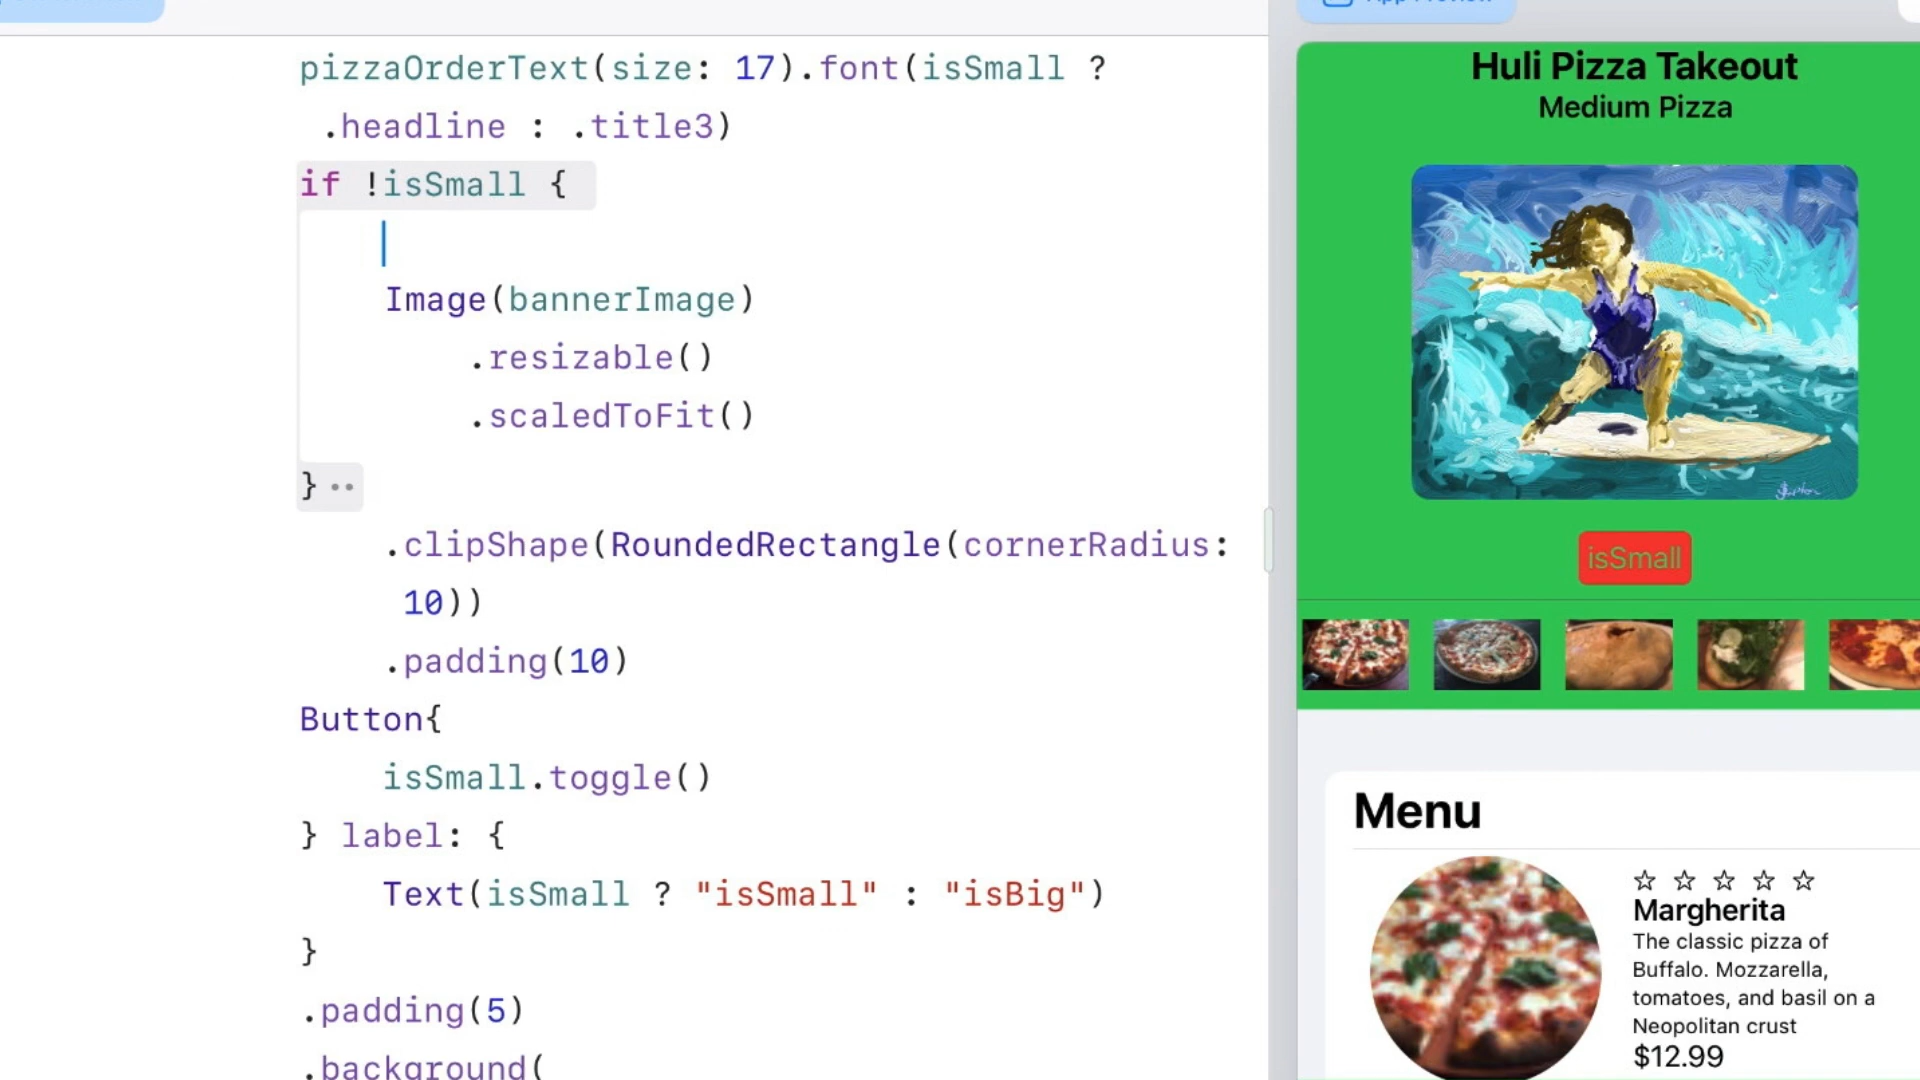 pizzaOrderText(size: 17).font(isSmall ?
.headline : .title3)
if !isSmall {
Image(bannerImage)
.resizable()
.scaledToFit()
}
.clipShape(RoundedRectangle(cornerRadius:
10))
.padding(10)
Button{
isSmall.toggle()
} label: {
Text(isSmall ? "isSmall" : "isBig")
}
.padding(5)
.background(
App Preview
Huli Pizza Takeout
Medium Pizza
isSmall
Menu
Margherita
The classic pizza of
Buffalo. Mozzarella,
tomatoes, and basil on a
Neopolitan crust
$12.99